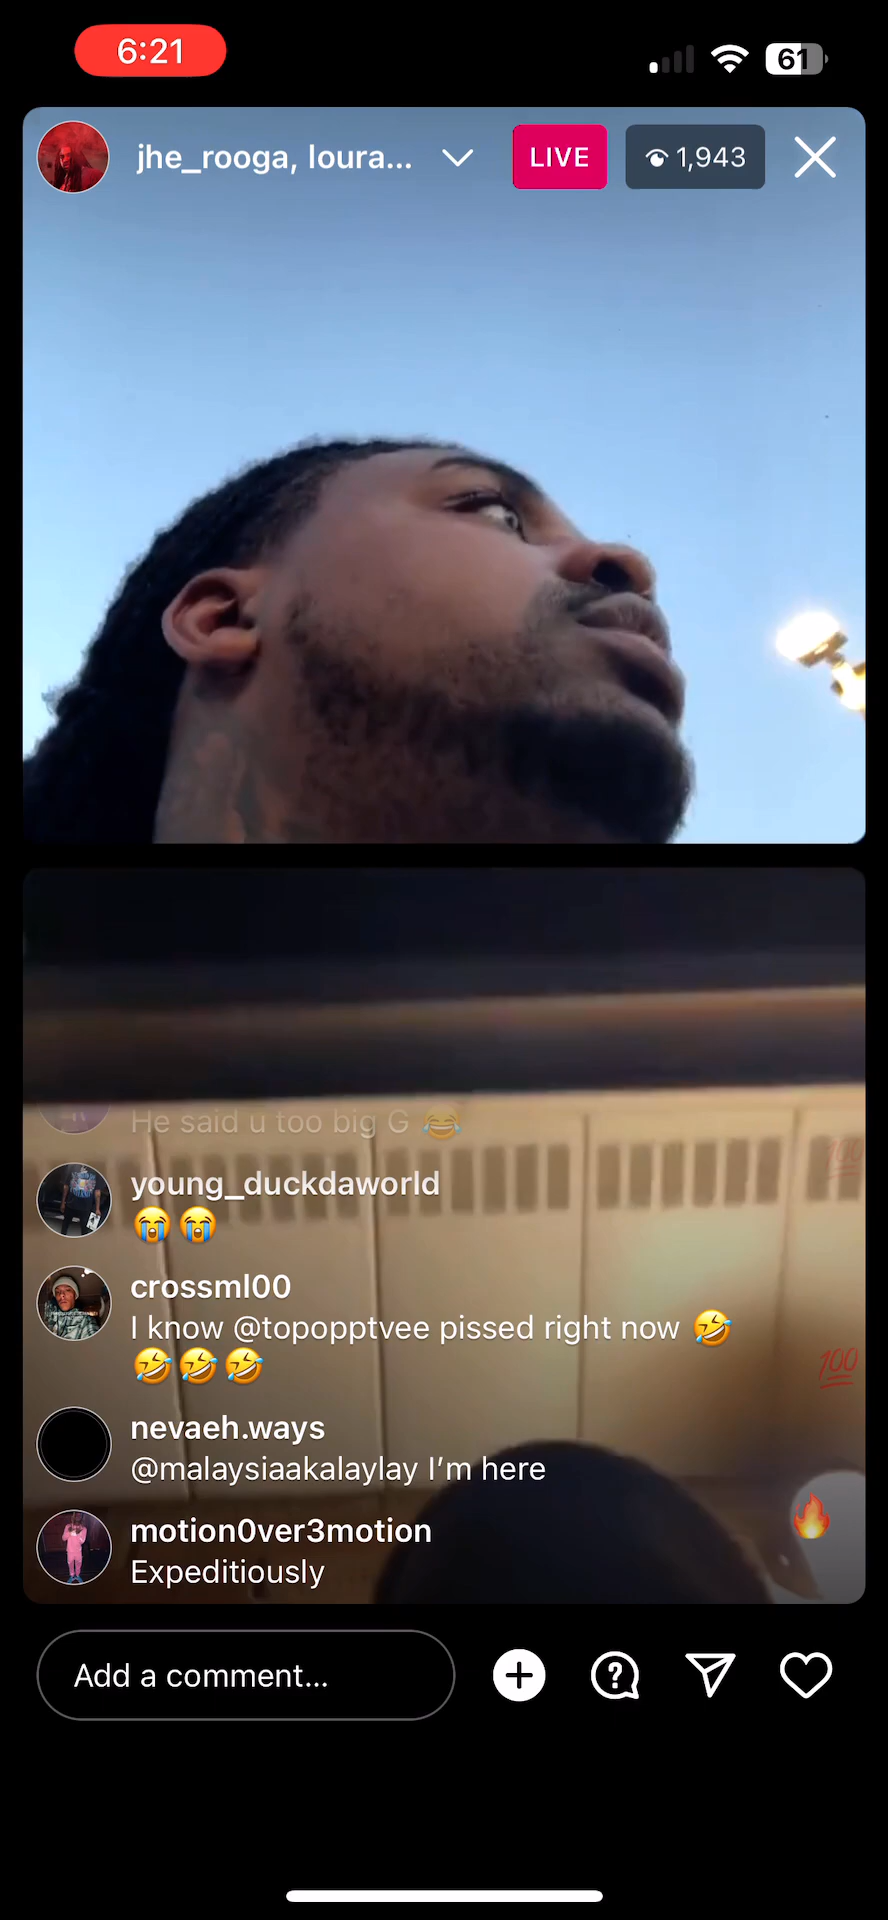 6:21
61
jhe_rooga, loura...
LIVE
1,943
He said u too big G 😂
young_duckdaworld
😭😭
crossml00
I know @topopptvee pissed right now 🤣
🤣🤣🤣
nevaeh.ways
@malaysiaakalaylay I’m here
motion0ver3motion
Expeditiously
Add a comment...